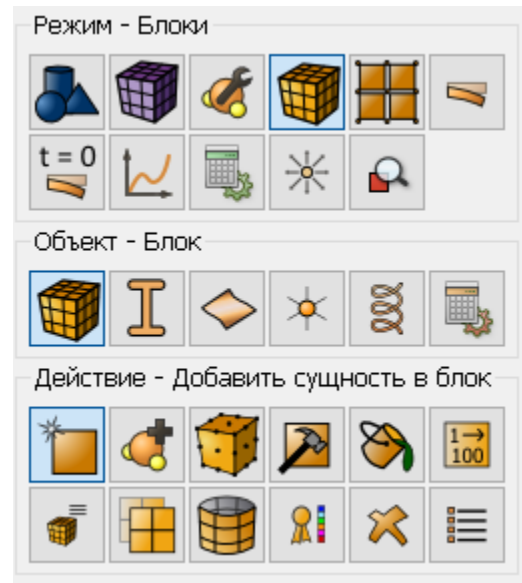 Режим - Блоки
t = 0
Объект - Блок
Действие - Добавить сущность в блок
1→
100